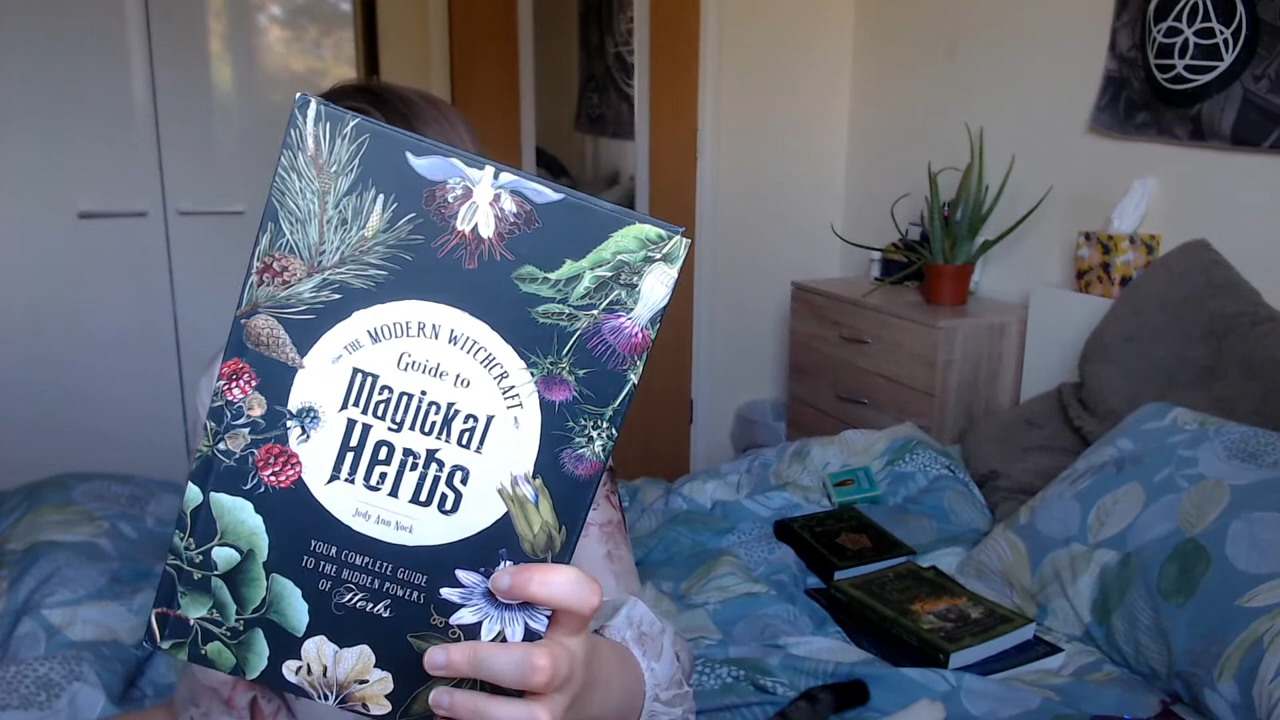 THE MODERN WITCHCRAFT
Guide to
Magickal
Herbs
Judy Ann Nock
YOUR COMPLETE GUIDE
TO THE HIDDEN POWERS
OF Herbs